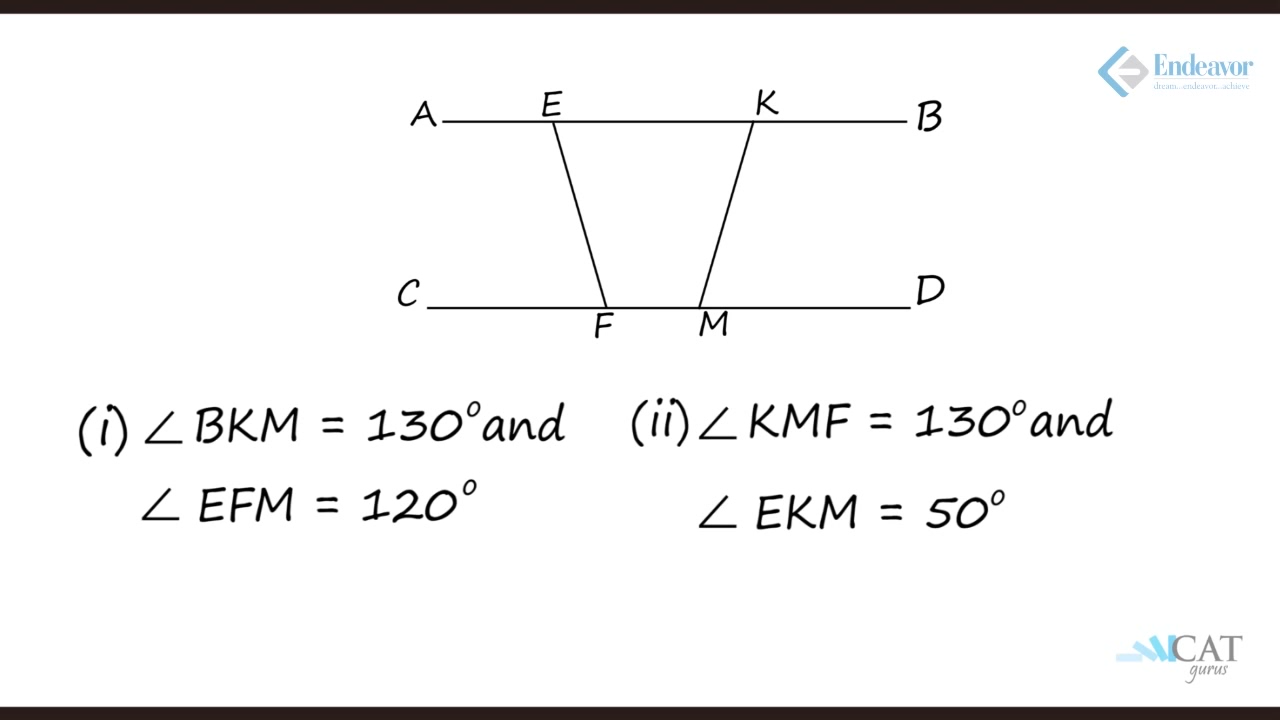 Endeavor
dream...endeavor...achieve
A E K B
C D
F M
(i) ∠BKM = 130° and
∠EFM = 120°
(ii) ∠KMF = 130° and
∠EKM = 50°
CAT
gurus